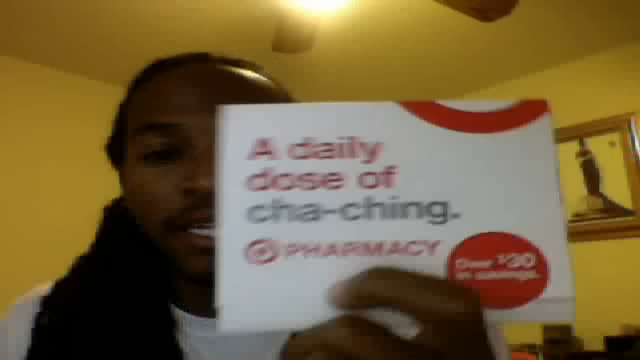 A daily
dose of
cha-ching.
PHARMACY
Over $30
in savings.